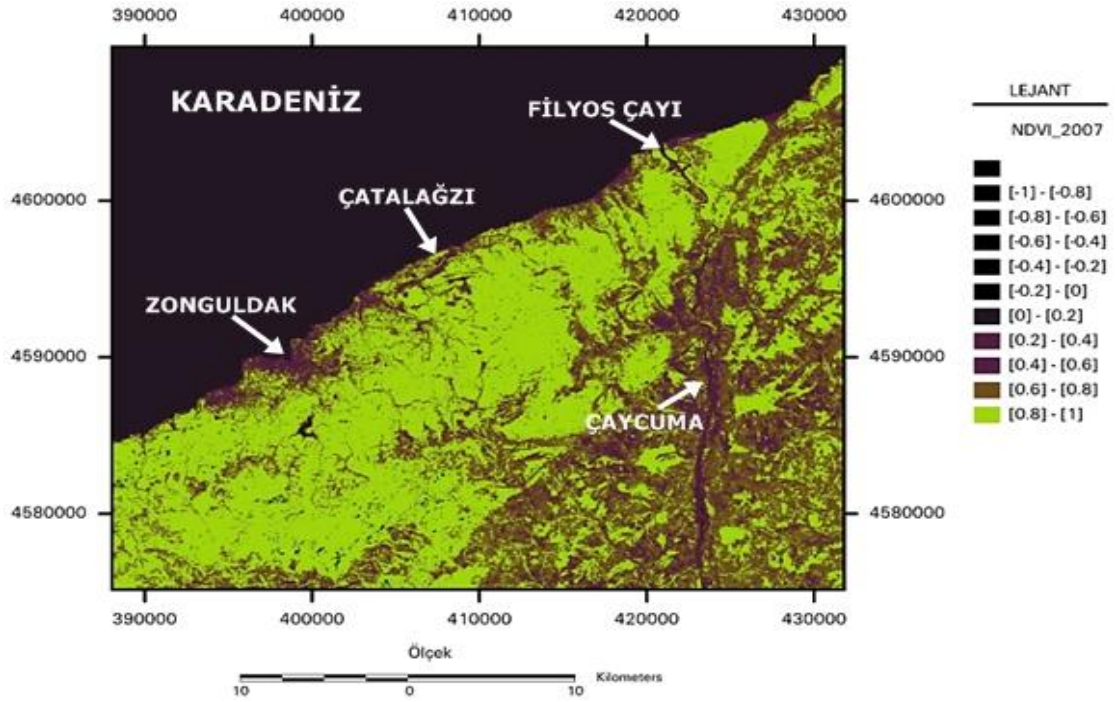 390000 400000 410000 420000 430000
KARADENİZ
FİLYOS ÇAYI
ÇATALAĞZI
ZONGULDAK
ÇAYCUMA
4600000 4600000
4590000 4590000
4580000 4580000
390000 400000 410000 420000 430000
Ölçek
10 0 10 Kilometers
LEJANT
NDVI_2007
[-1] - [-0.8]
[-0.8] - [-0.6]
[-0.6] - [-0.4]
[-0.4] - [-0.2]
[-0.2] - [0]
[0] - [0.2]
[0.2] - [0.4]
[0.4] - [0.6]
[0.6] - [0.8]
[0.8] - [1]